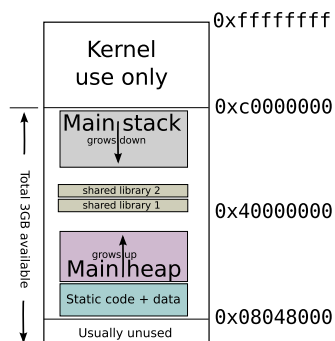 0xffffffff
Kernel
use only
0xc0000000
Main stack
grows down
shared library 2
shared library 1
0x40000000
Total 3GB available
grows up
Main heap
Static code + data
0x08048000
Usually unused